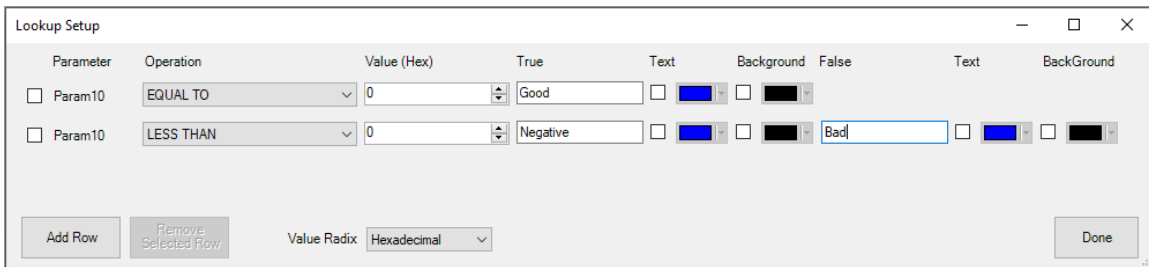 Lookup Setup
Parameter Operation Value (Hex) True Text Background False Text BackGround
Param10 EQUAL TO 0 Good
Param10 LESS THAN 0 Negative Bad
Add Row Remove Selected Row Value Radix Hexadecimal Done